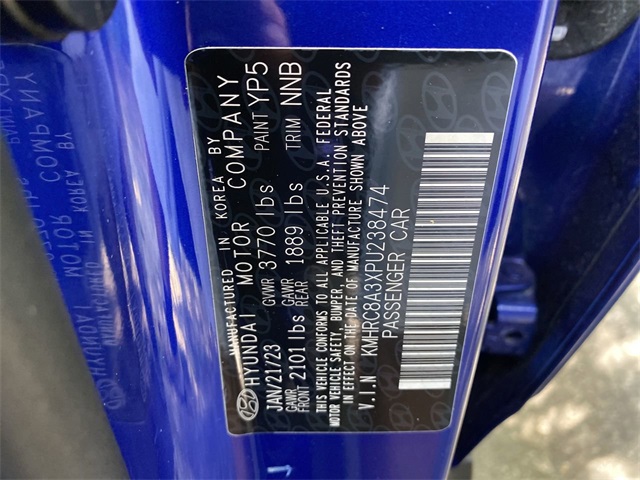 MANUFACTURED IN KOREA BY
HYUNDAI MOTOR COMPANY
JAN/21/23 GVWR 3770 lbs PAINT YP5
GAWR FRONT 2101 lbs GAWR REAR 1889 lbs TRIM NNB
THIS VEHICLE CONFORMS TO ALL APPLICABLE U.S.A. FEDERAL
MOTOR VEHICLE SAFETY, BUMPER, AND THEFT PREVENTION STANDARDS
IN EFFECT ON THE DATE OF MANUFACTURE SHOWN ABOVE
V.I.N KMHRC8A3XPU238474
PASSENGER CAR